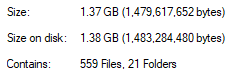 Size: 1.37 GB (1,479,617,652 bytes)
Size on disk: 1.38 GB (1,483,284,480 bytes)
Contains: 559 Files, 21 Folders